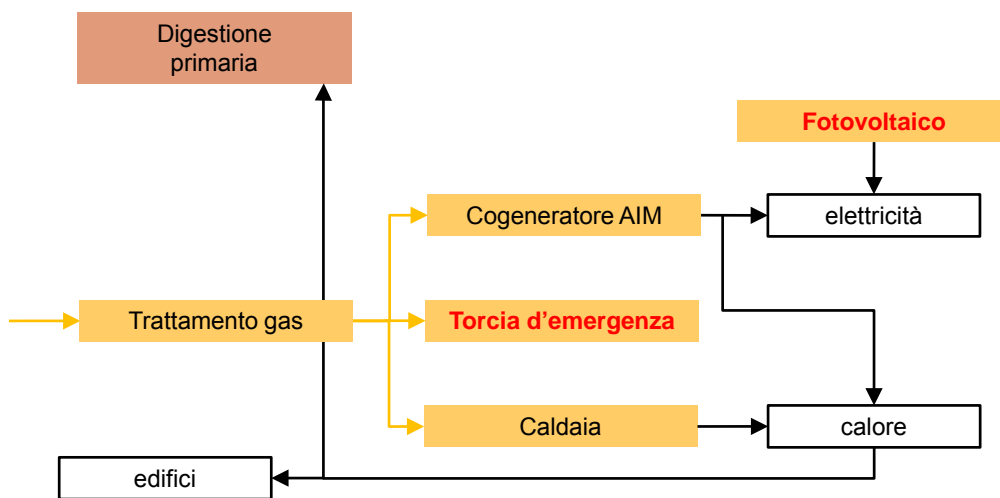 Digestione
primaria
Fotovoltaico
Cogeneratore AIM
elettricità
Trattamento gas
Torcia d’emergenza
Caldaia
calore
edifici